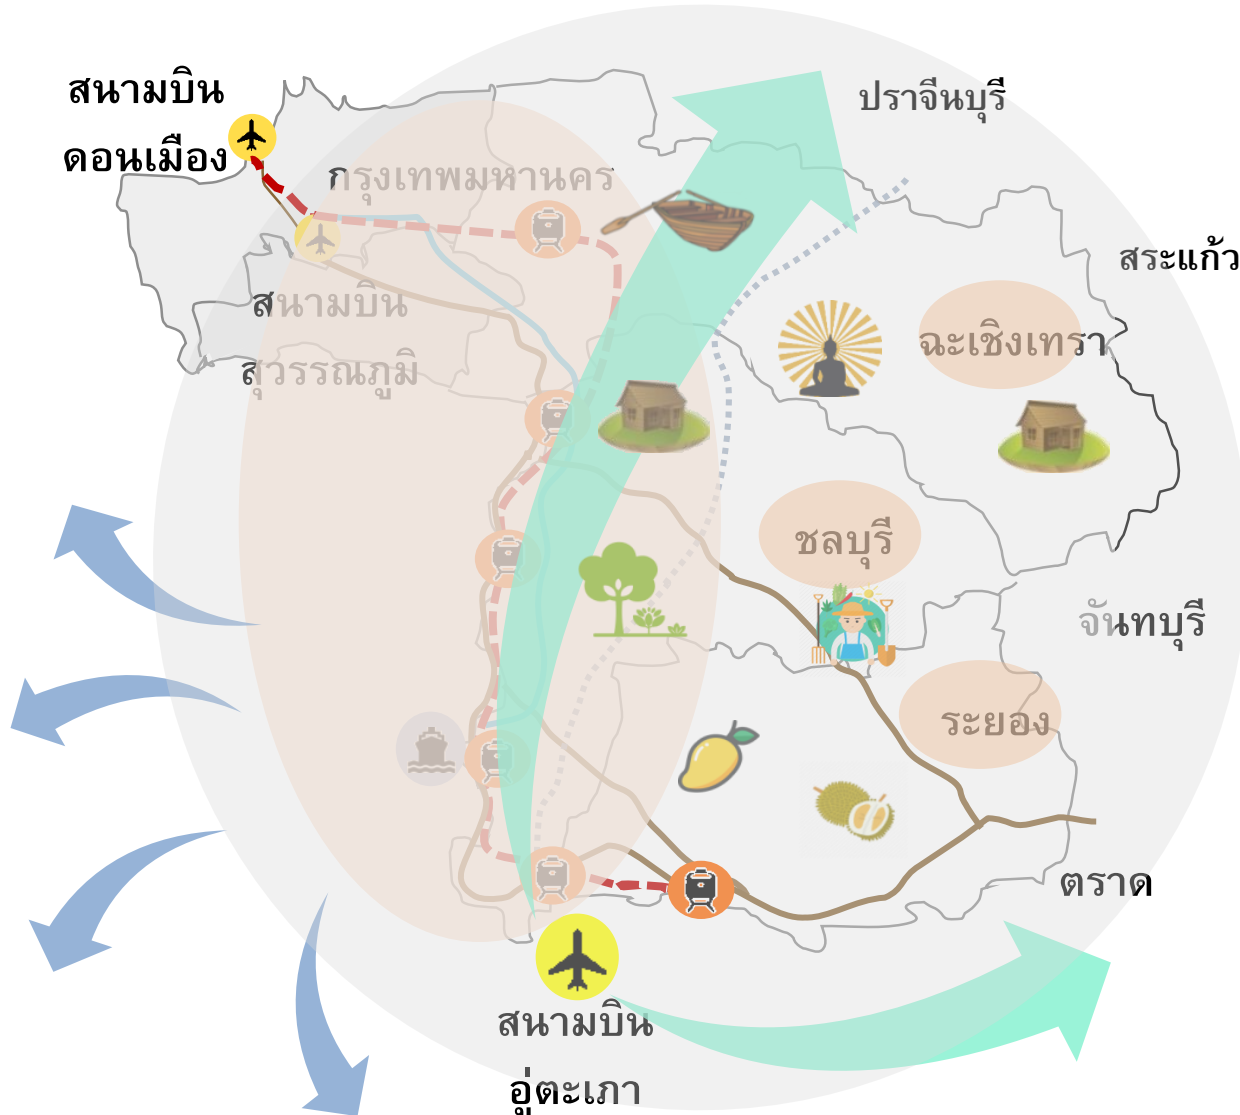 สนามบิน
ดอนเมือง
ปราจีนบุรี
กรุงเทพมหานคร
สระแก้ว
สนามบิน
สุวรรณภูมิ
ฉะเชิงเทรา
ชลบุรี
จันทบุรี
ระยอง
ตราด
สนามบิน
อู่ตะเภา